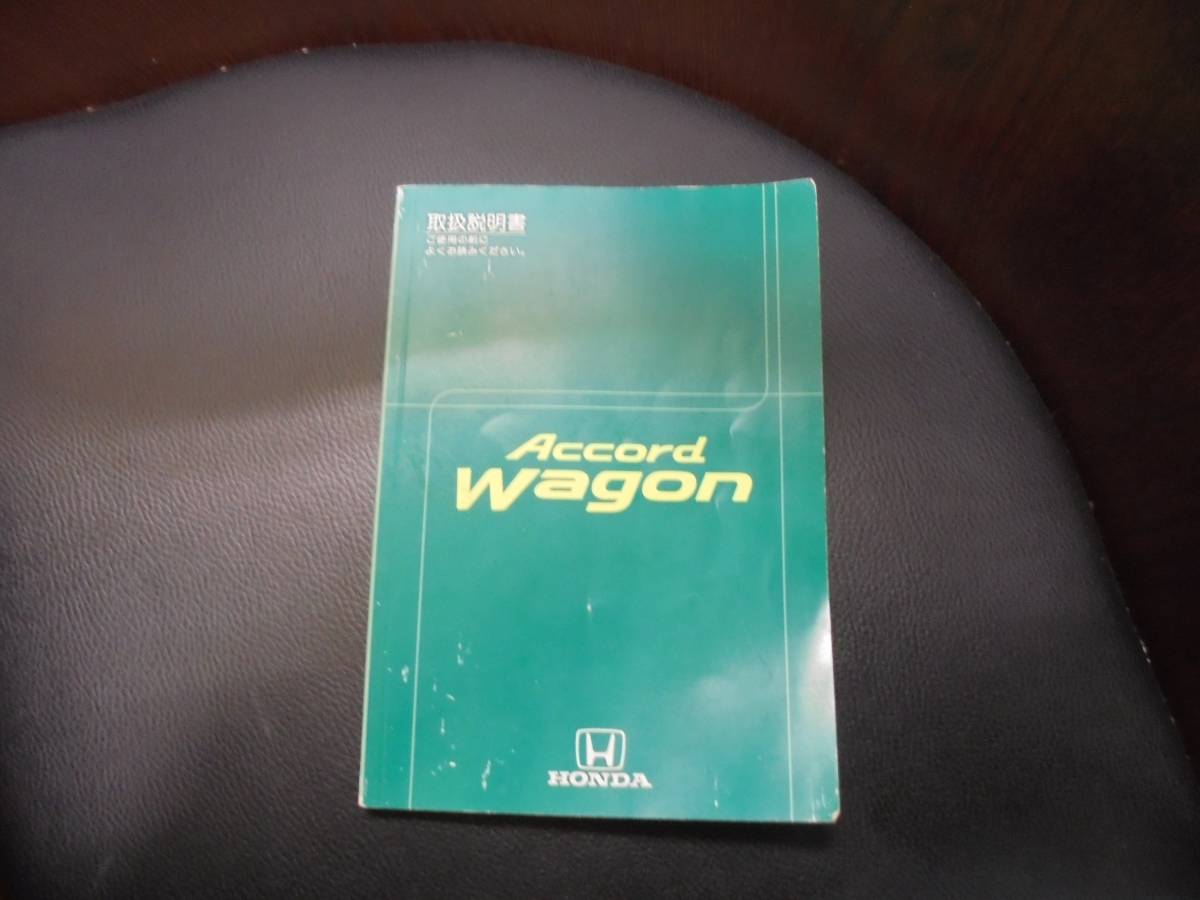 取扱説明書
ご使用の前に
よくお読みください。
Accord
Wagon
HONDA